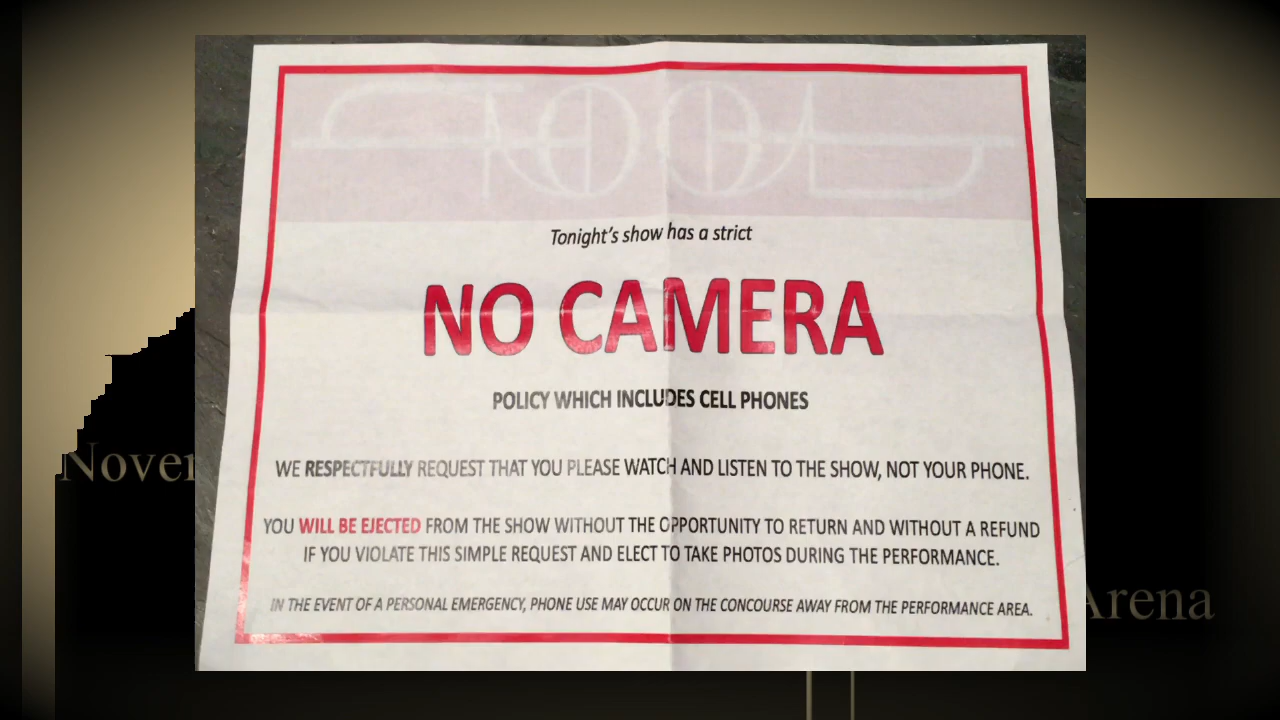 TOOL
Tonight's show has a strict
NO CAMERA
POLICY WHICH INCLUDES CELL PHONES
WE RESPECTFULLY REQUEST THAT YOU PLEASE WATCH AND LISTEN TO THE SHOW, NOT YOUR PHONE.
YOU WILL BE EJECTED FROM THE SHOW WITHOUT THE OPPORTUNITY TO RETURN AND WITHOUT A REFUND
IF YOU VIOLATE THIS SIMPLE REQUEST AND ELECT TO TAKE PHOTOS DURING THE PERFORMANCE.
IN THE EVENT OF A PERSONAL EMERGENCY, PHONE USE MAY OCCUR ON THE CONCOURSE AWAY FROM THE PERFORMANCE AREA.
Arena